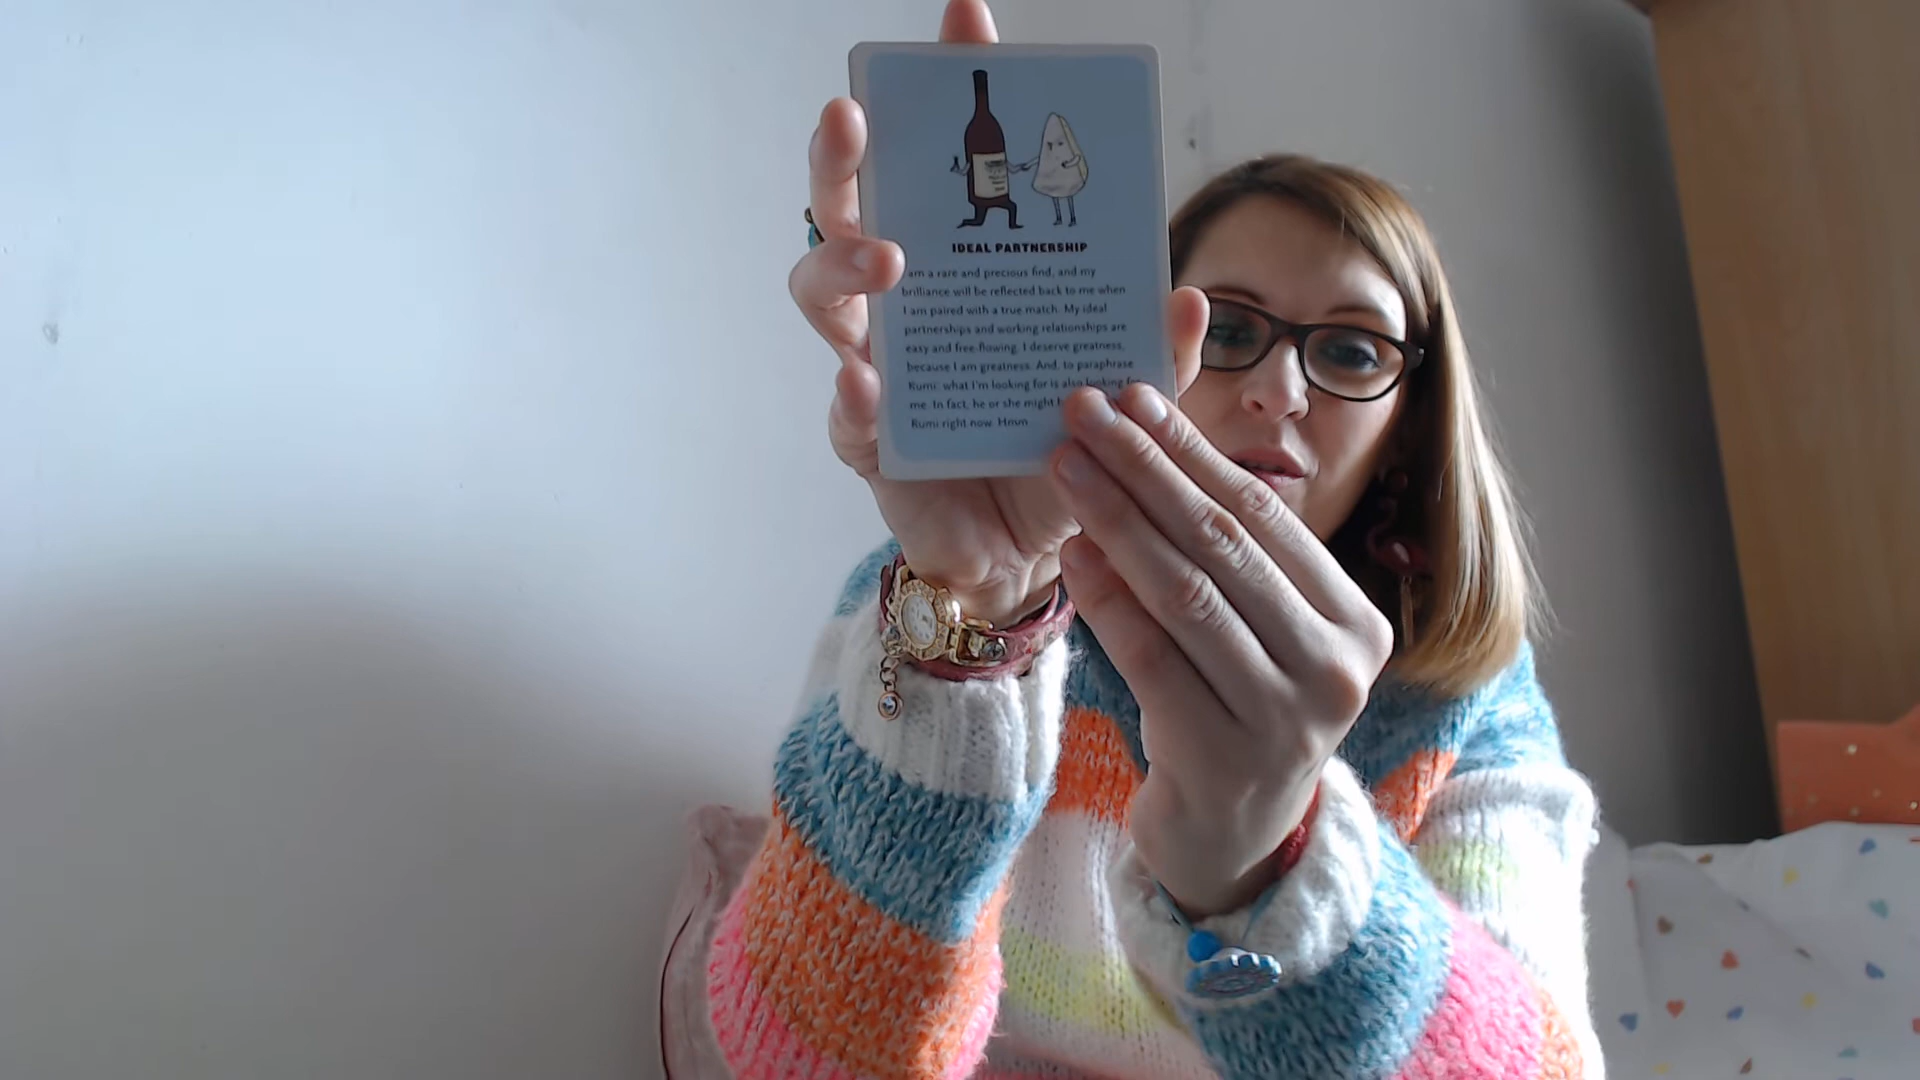 IDEAL PARTNERSHIP
am a rare and precious find, and my
brilliance will be reflected back to me when
I am paired with a true match. My ideal
partnerships and working relationships are
easy and free-flowing. I deserve greatness,
because I am greatness. And, to paraphrase
Rumi: what I'm looking for is also looking for
me. In fact, he or she might
Rumi right now. Hmm